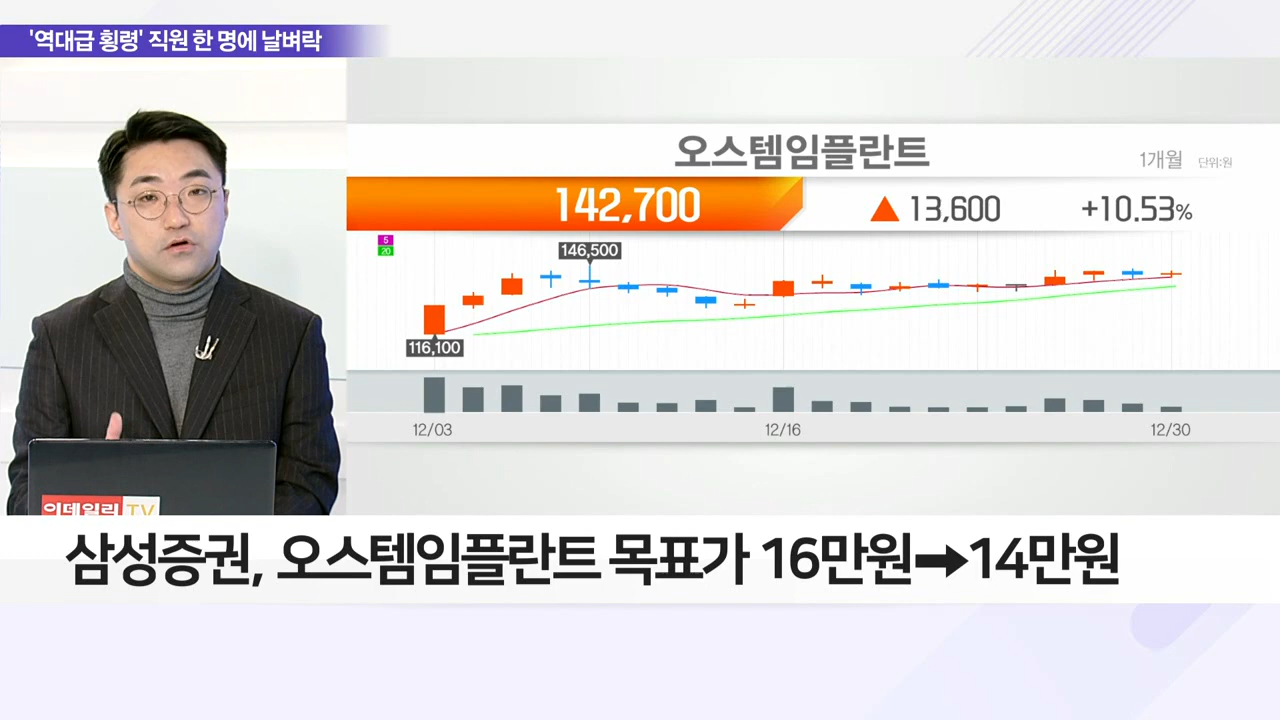 '역대급 횡령' 직원 한 명에 날벼락
오스템임플란트
1개월 단위:원
142,700 ▲ 13,600 +10.53%
5
20
146,500
116,100
12/03 12/16 12/30
이데일리 TV
삼성증권, 오스템임플란트 목표가 16만원➡14만원